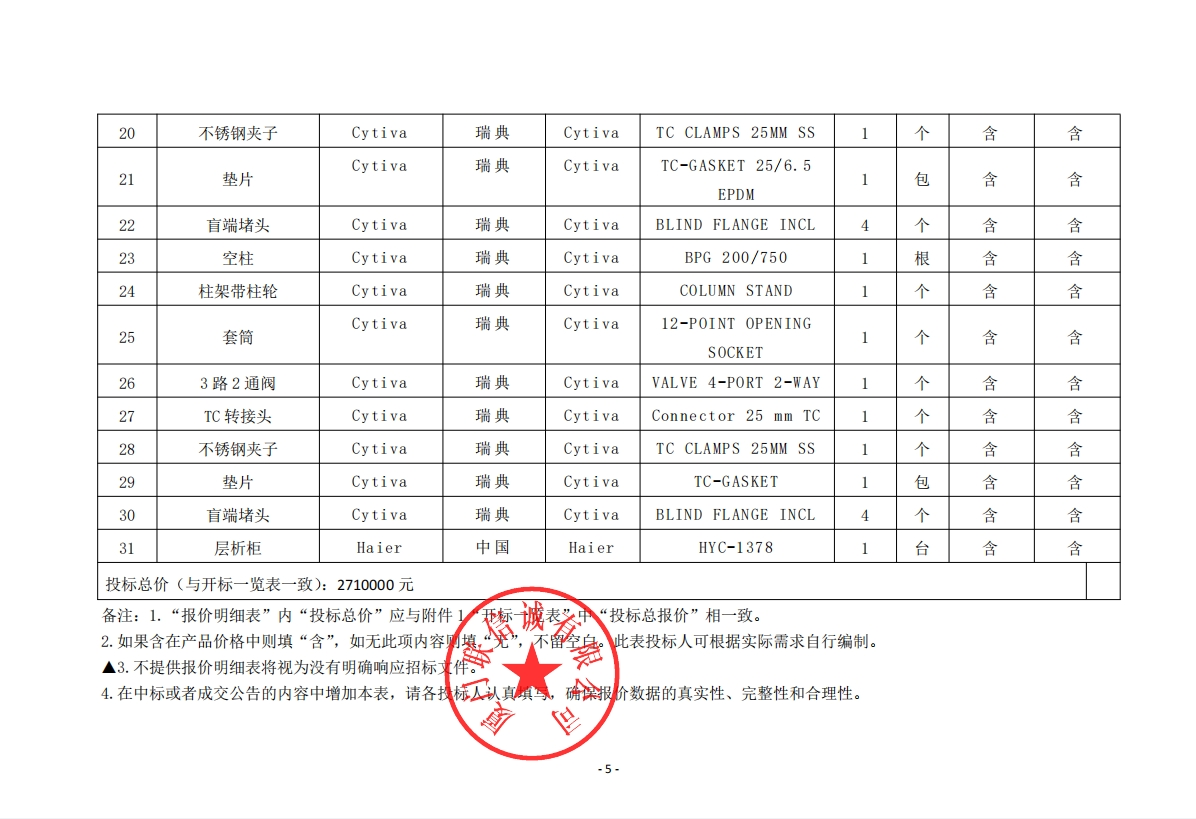 20 不锈钢夹子 Cytiva 瑞典 Cytiva TC CLAMPS 25MM SS 1 个 含 含
21 垫片 Cytiva 瑞典 Cytiva TC-GASKET 25/6.5 EPDM 1 包 含 含
22 盲端堵头 Cytiva 瑞典 Cytiva BLIND FLANGE INCL 4 个 含 含
23 空柱 Cytiva 瑞典 Cytiva BPG 200/750 1 根 含 含
24 柱架带柱轮 Cytiva 瑞典 Cytiva COLUMN STAND 1 个 含 含
25 套筒 Cytiva 瑞典 Cytiva 12-POINT OPENING SOCKET 1 个 含 含
26 3路2通阀 Cytiva 瑞典 Cytiva VALVE 4-PORT 2-WAY 1 个 含 含
27 TC转接头 Cytiva 瑞典 Cytiva Connector 25 mm TC 1 个 含 含
28 不锈钢夹子 Cytiva 瑞典 Cytiva TC CLAMPS 25MM SS 1 个 含 含
29 垫片 Cytiva 瑞典 Cytiva TC-GASKET 1 包 含 含
30 盲端堵头 Cytiva 瑞典 Cytiva BLIND FLANGE INCL 4 个 含 含
31 层析柜 Haier 中国 Haier HYC-1378 1 台 含 含
投标总价（与开标一览表一致）：2710000 元
备注：1.“报价明细表”内“投标总价”应与附件1“开标一览表”中“投标总报价”相一致。
2.如果含在产品价格中则填“含”，如无此项内容则填“无”，不留空白。此表投标人可根据实际需求自行编制。
▲3.不提供报价明细表将视为没有明确响应招标文件。
4.在中标或者成交公告的内容中增加本表，请各投标人认真填写，确保报价数据的真实性、完整性和合理性。
厦门联信诚有限公司
- 5 -